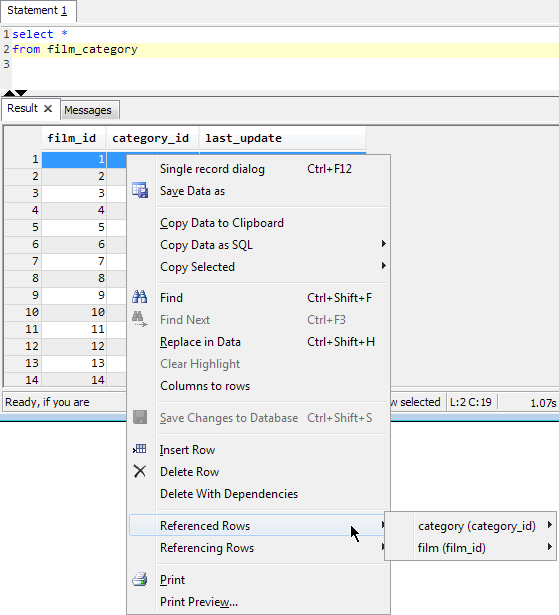 Statement 1
1 select *
2 from film_category
3
Result Messages
film_id category_id last_update
1 1
2 2
3 3
4 4
5 5
6 6
7 7
8 8
9 9
10 10
11 11
12 12
13 13
14 14
Single record dialog Ctrl+F12
Save Data as
Copy Data to Clipboard
Copy Data as SQL
Copy Selected
Find Ctrl+Shift+F
Find Next Ctrl+F3
Replace in Data Ctrl+Shift+H
Clear Highlight
Columns to rows
Save Changes to Database Ctrl+Shift+S
Insert Row
Delete Row
Delete With Dependencies
Referenced Rows
Referencing Rows
Print
Print Preview...
category (category_id)
film (film_id)
Ready, if you are selected L:2 C:19 1.07s